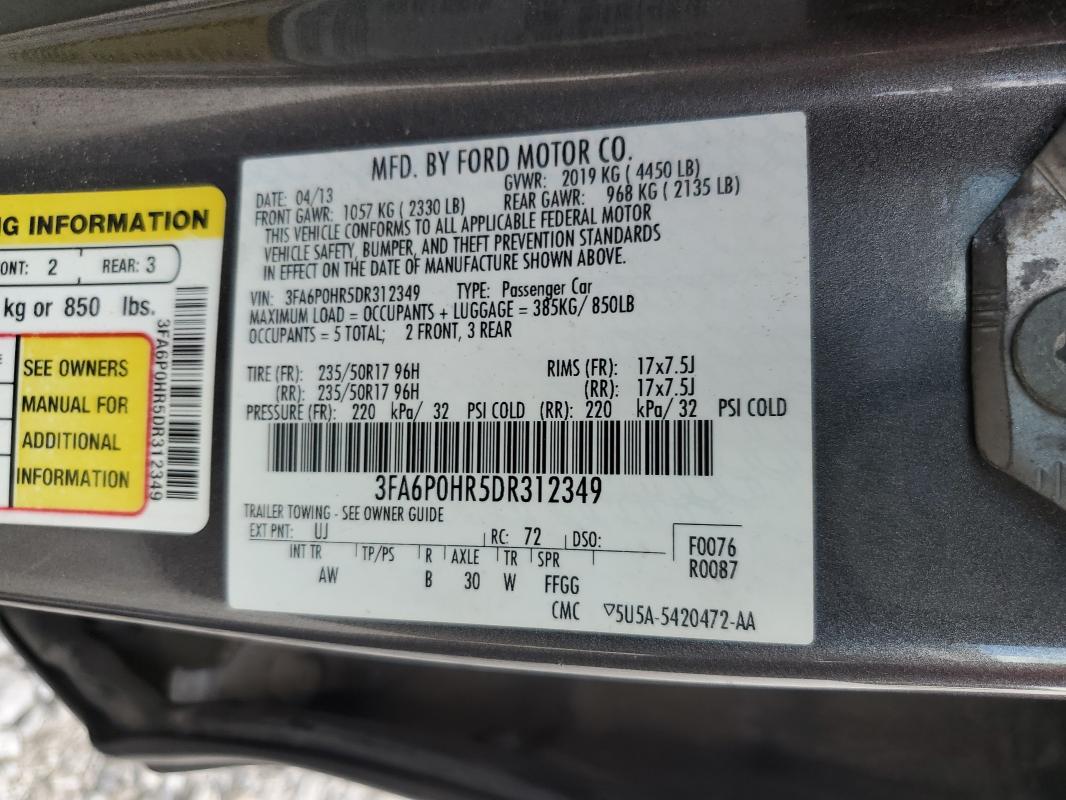 MFD. BY FORD MOTOR CO.
DATE: 04/13 GVWR: 2019 KG ( 4450 LB)
FRONT GAWR: 1057 KG ( 2330 LB) REAR GAWR: 968 KG ( 2135 LB)
THIS VEHICLE CONFORMS TO ALL APPLICABLE FEDERAL MOTOR
VEHICLE SAFETY, BUMPER, AND THEFT PREVENTION STANDARDS
IN EFFECT ON THE DATE OF MANUFACTURE SHOWN ABOVE.
VIN: 3FA6P0HR5DR312349 TYPE: Passenger Car
MAXIMUM LOAD = OCCUPANTS + LUGGAGE = 385KG/ 850LB
OCCUPANTS = 5 TOTAL; 2 FRONT, 3 REAR
TIRE (FR): 235/50R17 96H RIMS (FR): 17x7.5J
(RR): 235/50R17 96H (RR): 17x7.5J
PRESSURE (FR): 220 kPa/ 32 PSI COLD (RR): 220 kPa/ 32 PSI COLD
3FA6P0HR5DR312349
TRAILER TOWING - SEE OWNER GUIDE
EXT PNT: UJ RC: 72 DSO: F0076
INT TR TP/PS R AXLE TR SPR R0087
AW B 30 W FFGG
CMC ▽5U5A-5420472-AA
NG INFORMATION
ONT: 2 REAR: 3
kg or 850 lbs.
SEE OWNERS
MANUAL FOR
ADDITIONAL
INFORMATION
3FA6P0HR5DR312349